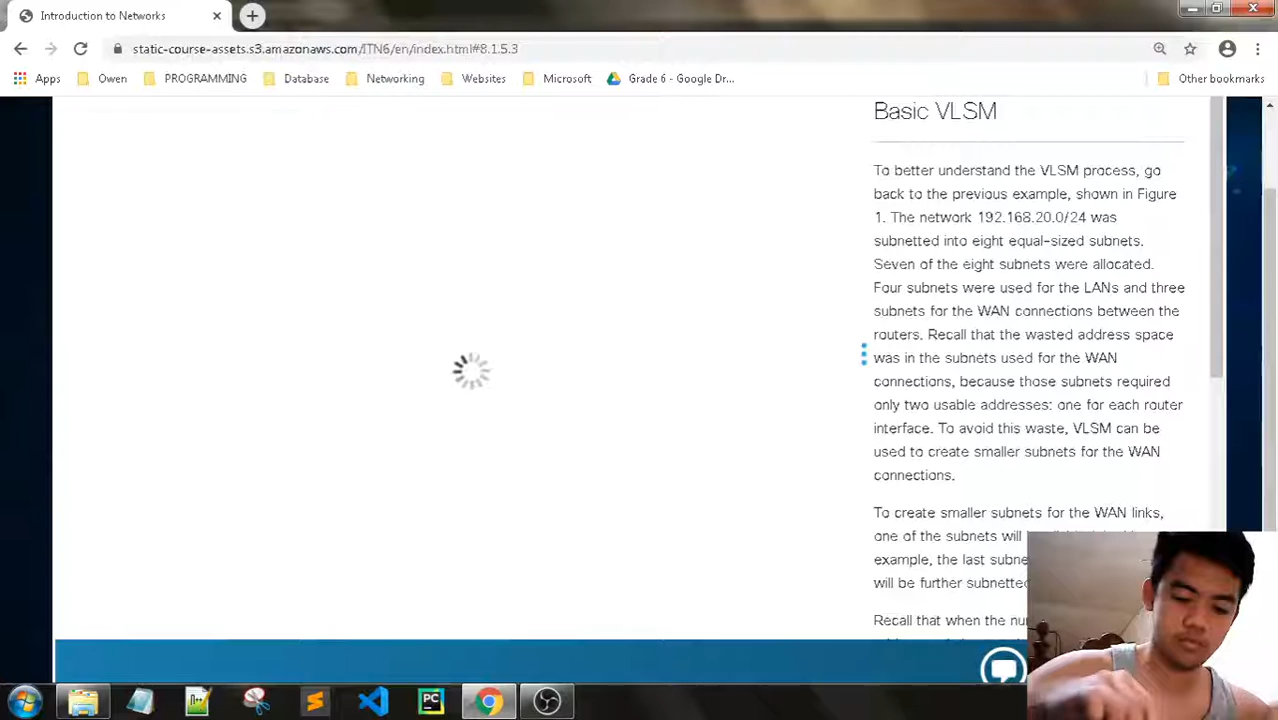 Introduction to Networks
static-course-assets.s3.amazonaws.com/ITN6/en/index.html#8.1.5.3
Apps Owen PROGRAMMING Database Networking Websites Microsoft Grade 6 - Google Dr... Other bookmarks
Basic VLSM
To better understand the VLSM process, go
back to the previous example, shown in Figure
1. The network 192.168.20.0/24 was
subnetted into eight equal-sized subnets.
Seven of the eight subnets were allocated.
Four subnets were used for the LANs and three
subnets for the WAN connections between the
routers. Recall that the wasted address space
was in the subnets used for the WAN
connections, because those subnets required
only two usable addresses: one for each router
interface. To avoid this waste, VLSM can be
used to create smaller subnets for the WAN
connections.
To create smaller subnets for the WAN links,
one of the subnets will
example, the last subne
will be further subnetted
Recall that when the nu
PC